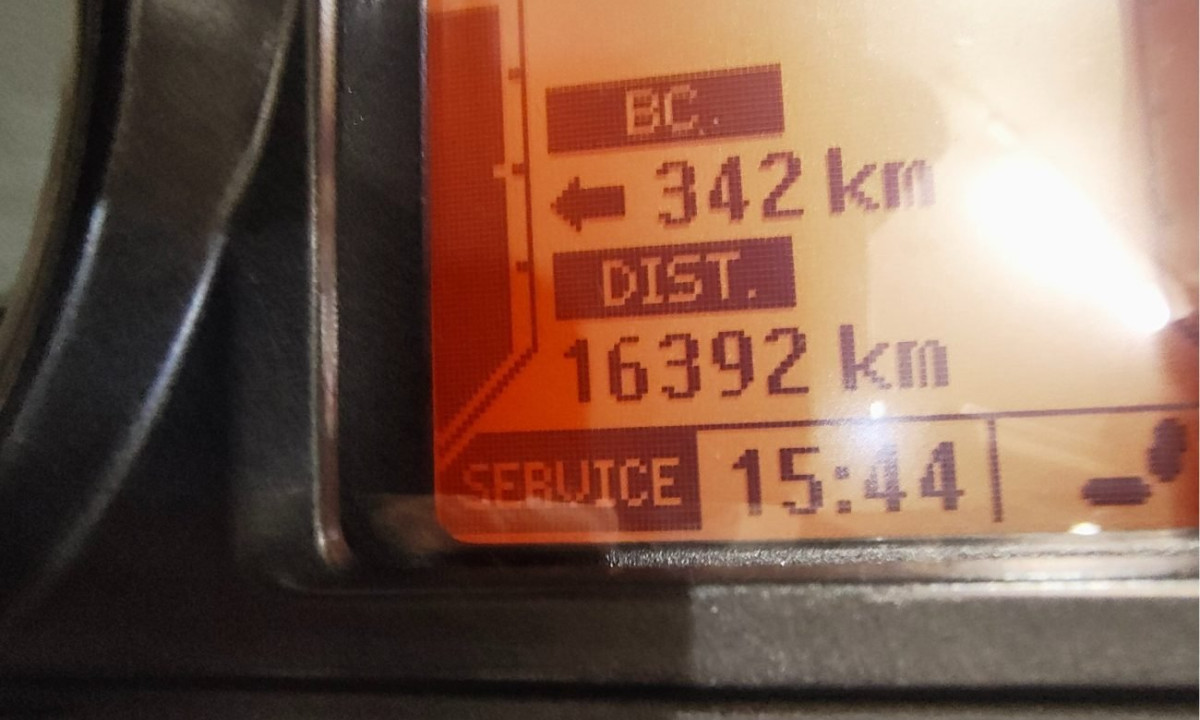 BC.
342 km
DIST.
16392 km
SERVICE 15:44